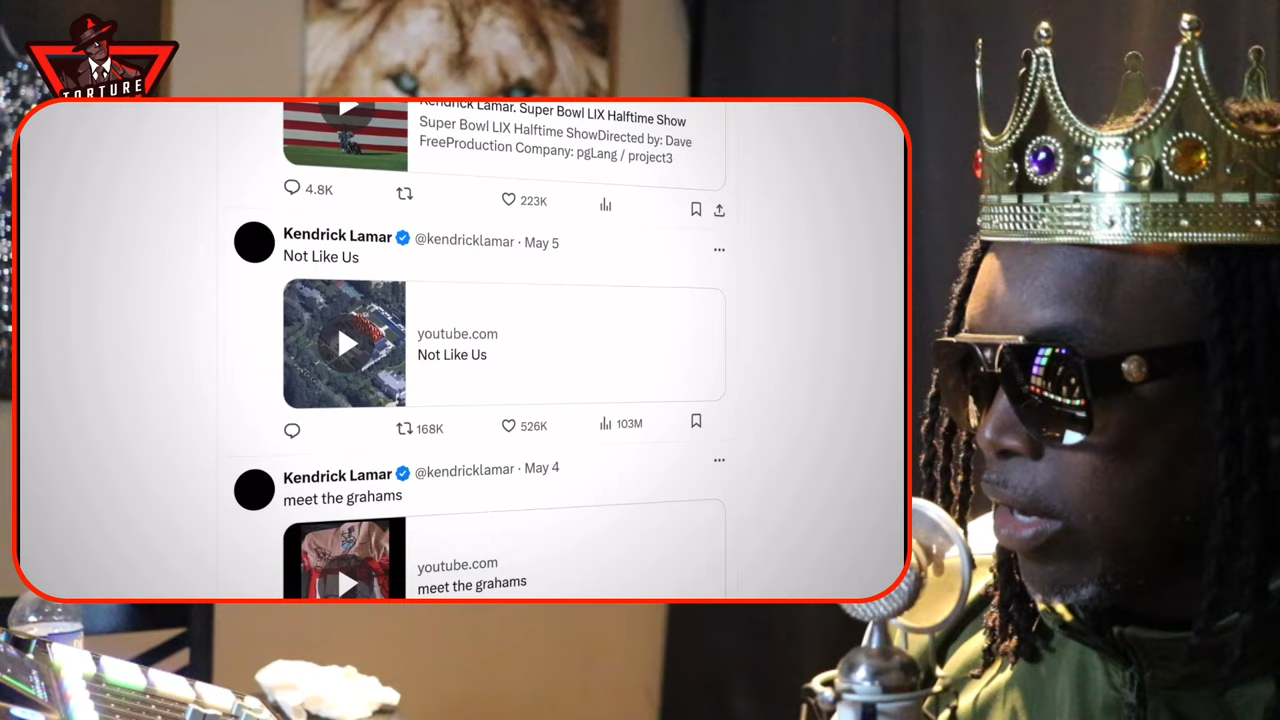 TORTURE
Kendrick Lamar. Super Bowl LIX Halftime Show
Super Bowl LIX Halftime ShowDirected by: Dave
FreeProduction Company: pgLang / project3
4.8K
223K
Kendrick Lamar @kendricklamar · May 5
Not Like Us
youtube.com
Not Like Us
168K
526K
103M
Kendrick Lamar @kendricklamar · May 4
meet the grahams
youtube.com
meet the grahams